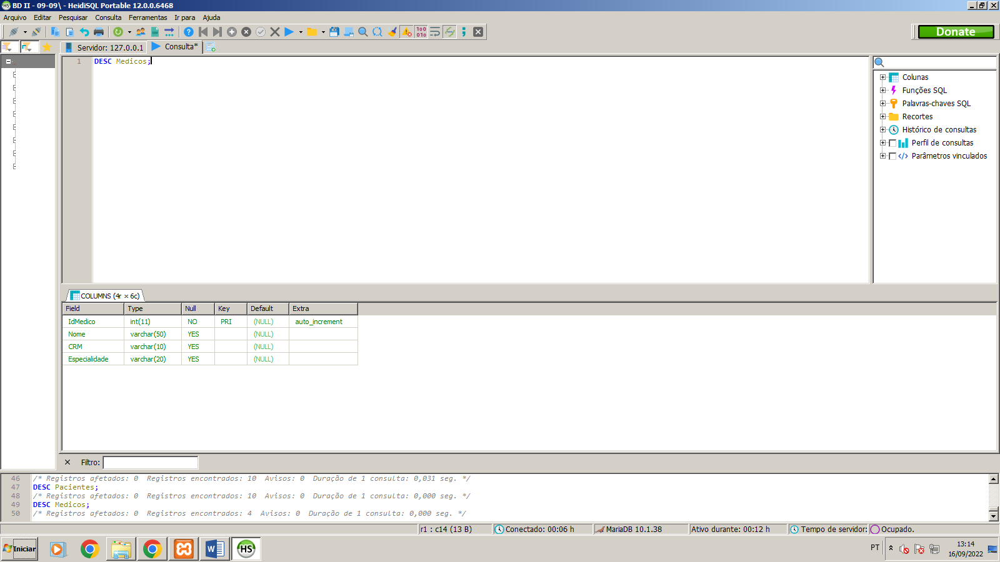 BD II - 09-09\ - HeidiSQL Portable 12.0.0.6468
Arquivo Editar Pesquisar Consulta Ferramentas Ir para Ajuda
Donate
Servidor: 127.0.0.1 Consulta*
1 DESC Medicos;
Colunas
Funções SQL
Palavras-chaves SQL
Recortes
Histórico de consultas
Perfil de consultas
Parâmetros vinculados
COLUMNS (4r × 6c)
Field Type Null Key Default Extra
IdMedico int(11) NO PRI (NULL) auto_increment
Nome varchar(50) YES (NULL)
CRM varchar(10) YES (NULL)
Especialidade varchar(20) YES (NULL)
Filtro:
46 /* Registros afetados: 0 Registros encontrados: 10 Avisos: 0 Duração de 1 consulta: 0,031 seg. */
47 DESC Pacientes;
48 /* Registros afetados: 0 Registros encontrados: 10 Avisos: 0 Duração de 1 consulta: 0,000 seg. */
49 DESC Medicos;
50 /* Registros afetados: 0 Registros encontrados: 4 Avisos: 0 Duração de 1 consulta: 0,000 seg. */
r1 : c14 (13 B) Conectado: 00:06 h MariaDB 10.1.38 Ativo durante: 00:12 h Tempo de servidor: Ocupado.
Iniciar HS PT 13:14
16/09/2022